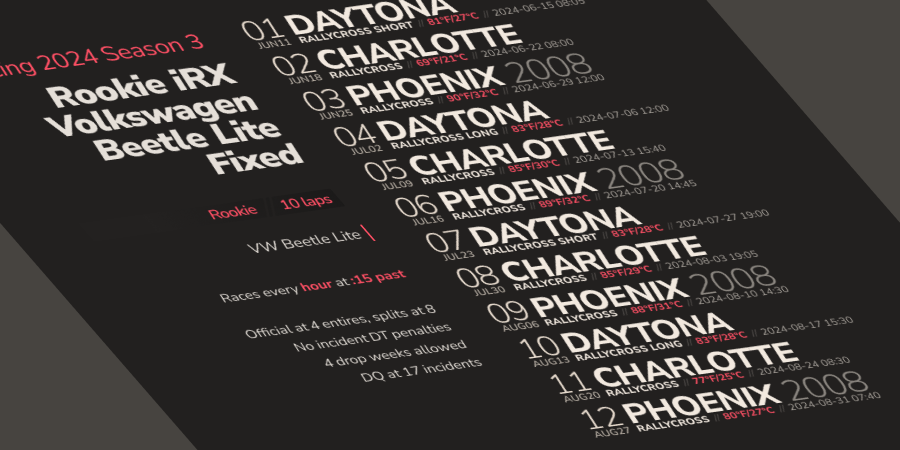 ing 2024 Season 3
Rookie iRX
Volkswagen
Beetle Lite
Fixed
Rookie 10 laps
VW Beetle Lite
Races every hour at :15 past
Official at 4 entires, splits at 8
No incident DT penalties
4 drop weeks allowed
DQ at 17 incidents
01 DAYTONA
JUN11 RALLYCROSS SHORT // 81°F/27°C // 2024-06-15 08:05
02 CHARLOTTE
JUN18 RALLYCROSS // 69°F/21°C // 2024-06-22 08:00
03 PHOENIX 2008
JUN25 RALLYCROSS // 90°F/32°C // 2024-06-29 12:00
04 DAYTONA
JUL02 RALLYCROSS LONG // 83°F/28°C // 2024-07-06 12:00
05 CHARLOTTE
JUL09 RALLYCROSS // 85°F/30°C // 2024-07-13 15:40
06 PHOENIX 2008
JUL16 RALLYCROSS // 89°F/32°C // 2024-07-20 14:45
07 DAYTONA
JUL23 RALLYCROSS SHORT // 83°F/28°C // 2024-07-27 19:00
08 CHARLOTTE
JUL30 RALLYCROSS // 85°F/29°C // 2024-08-03 19:05
09 PHOENIX 2008
AUG06 RALLYCROSS // 88°F/31°C // 2024-08-10 14:30
10 DAYTONA
AUG13 RALLYCROSS LONG // 83°F/28°C // 2024-08-17 15:30
11 CHARLOTTE
AUG20 RALLYCROSS // 77°F/25°C // 2024-08-24 08:30
12 PHOENIX 2008
AUG27 RALLYCROSS // 80°F/27°C // 2024-08-31 07:40